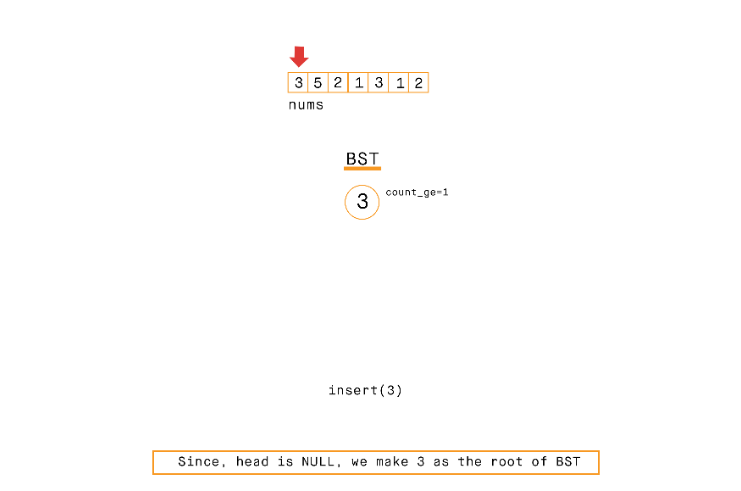 3 5 2 1 3 1 2
nums
BST
3 count_ge=1
insert(3)
Since, head is NULL, we make 3 as the root of BST